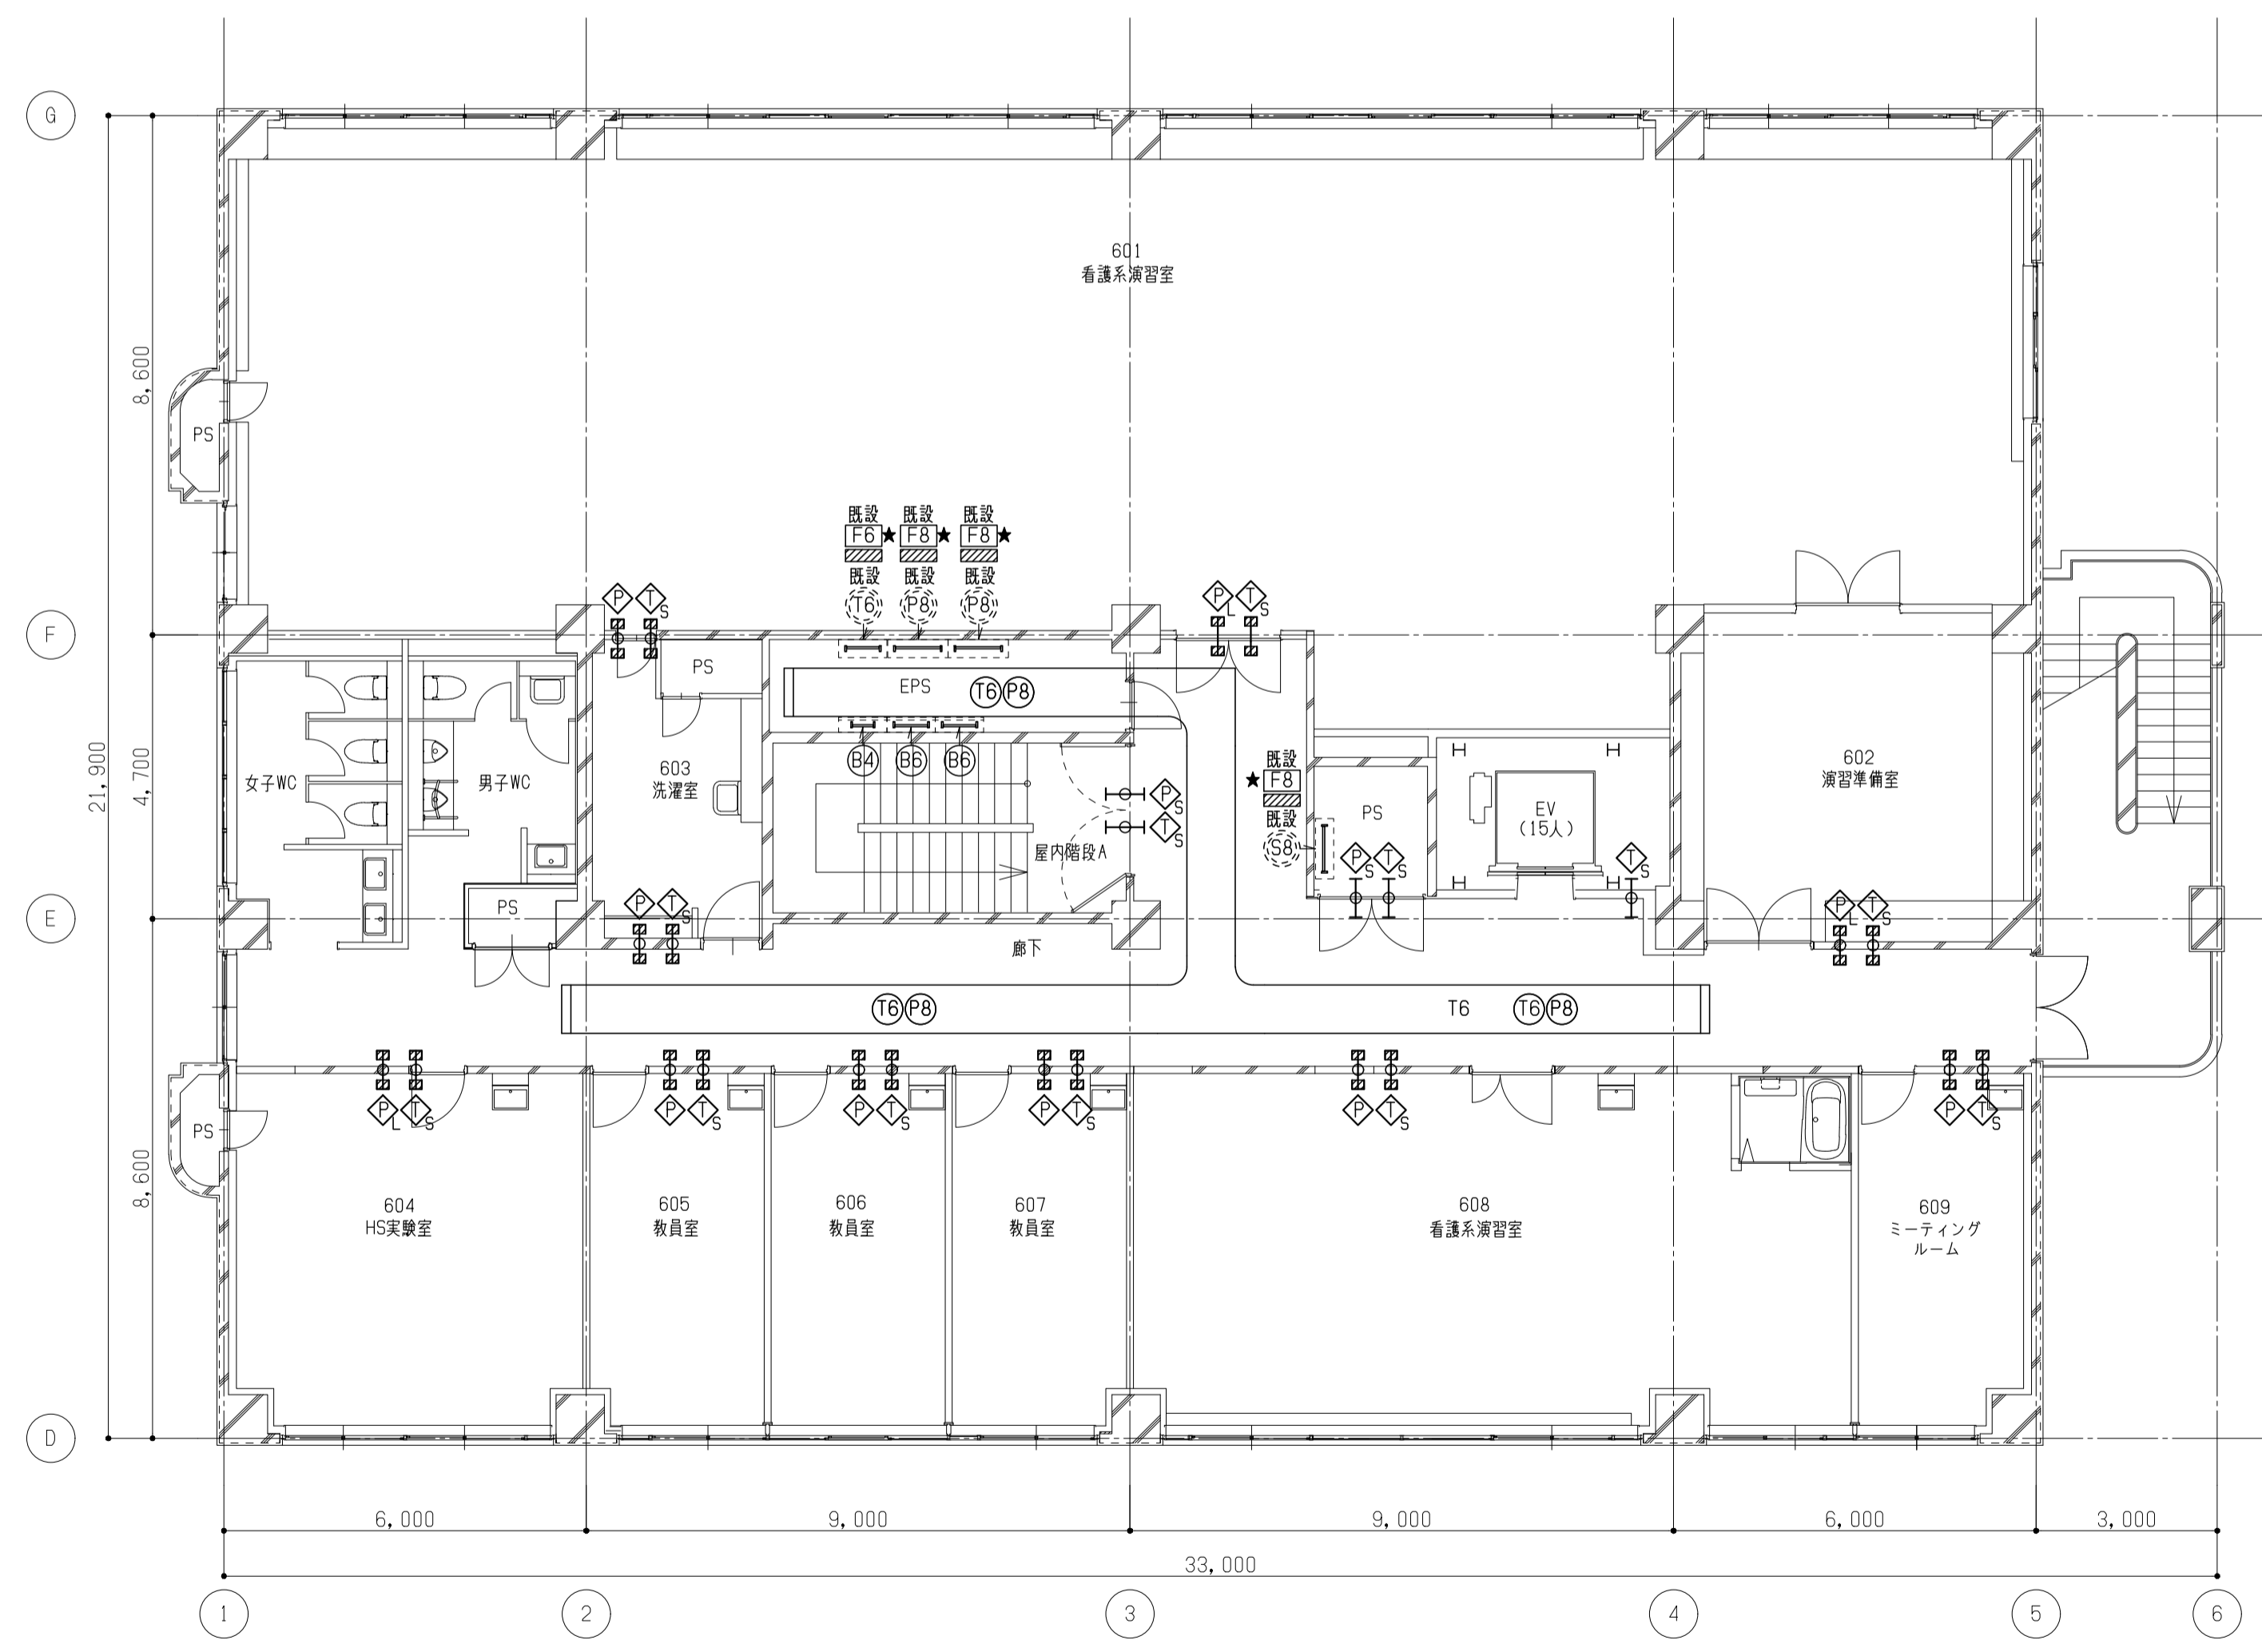 G
601
看護系演習室
8,600
PS
既設 既設 既設
F6★ F8★ F8★
既設 既設 既設
T6 P8 P8
P T S
P L T S
F
PS
EPS
T6 P8
21,900
4,700
女子WC
男子WC
603
洗濯室
B4 B6 B6
既設
★F8
既設
S8
P S
T S
屋内階段A
PS
P S T S
EV
(15人)
T S
602
演習準備室
E
PS
P T S
廊下
P L T S
T6 P8
T6
T6 P8
P L T S
P T S
P T S
P T S
P T S
P T S
PS
8,600
604
HS実験室
605
教員室
606
教員室
607
教員室
608
看護系演習室
609
ミーティング
ルーム
D
6,000
9,000
9,000
6,000
3,000
33,000
1
2
3
4
5
6